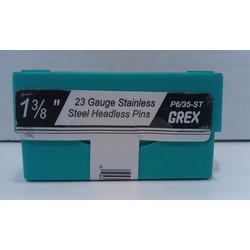 1 3/8 "
23 Gauge Stainless
Steel Headless Pins
P6/35-ST
GREX